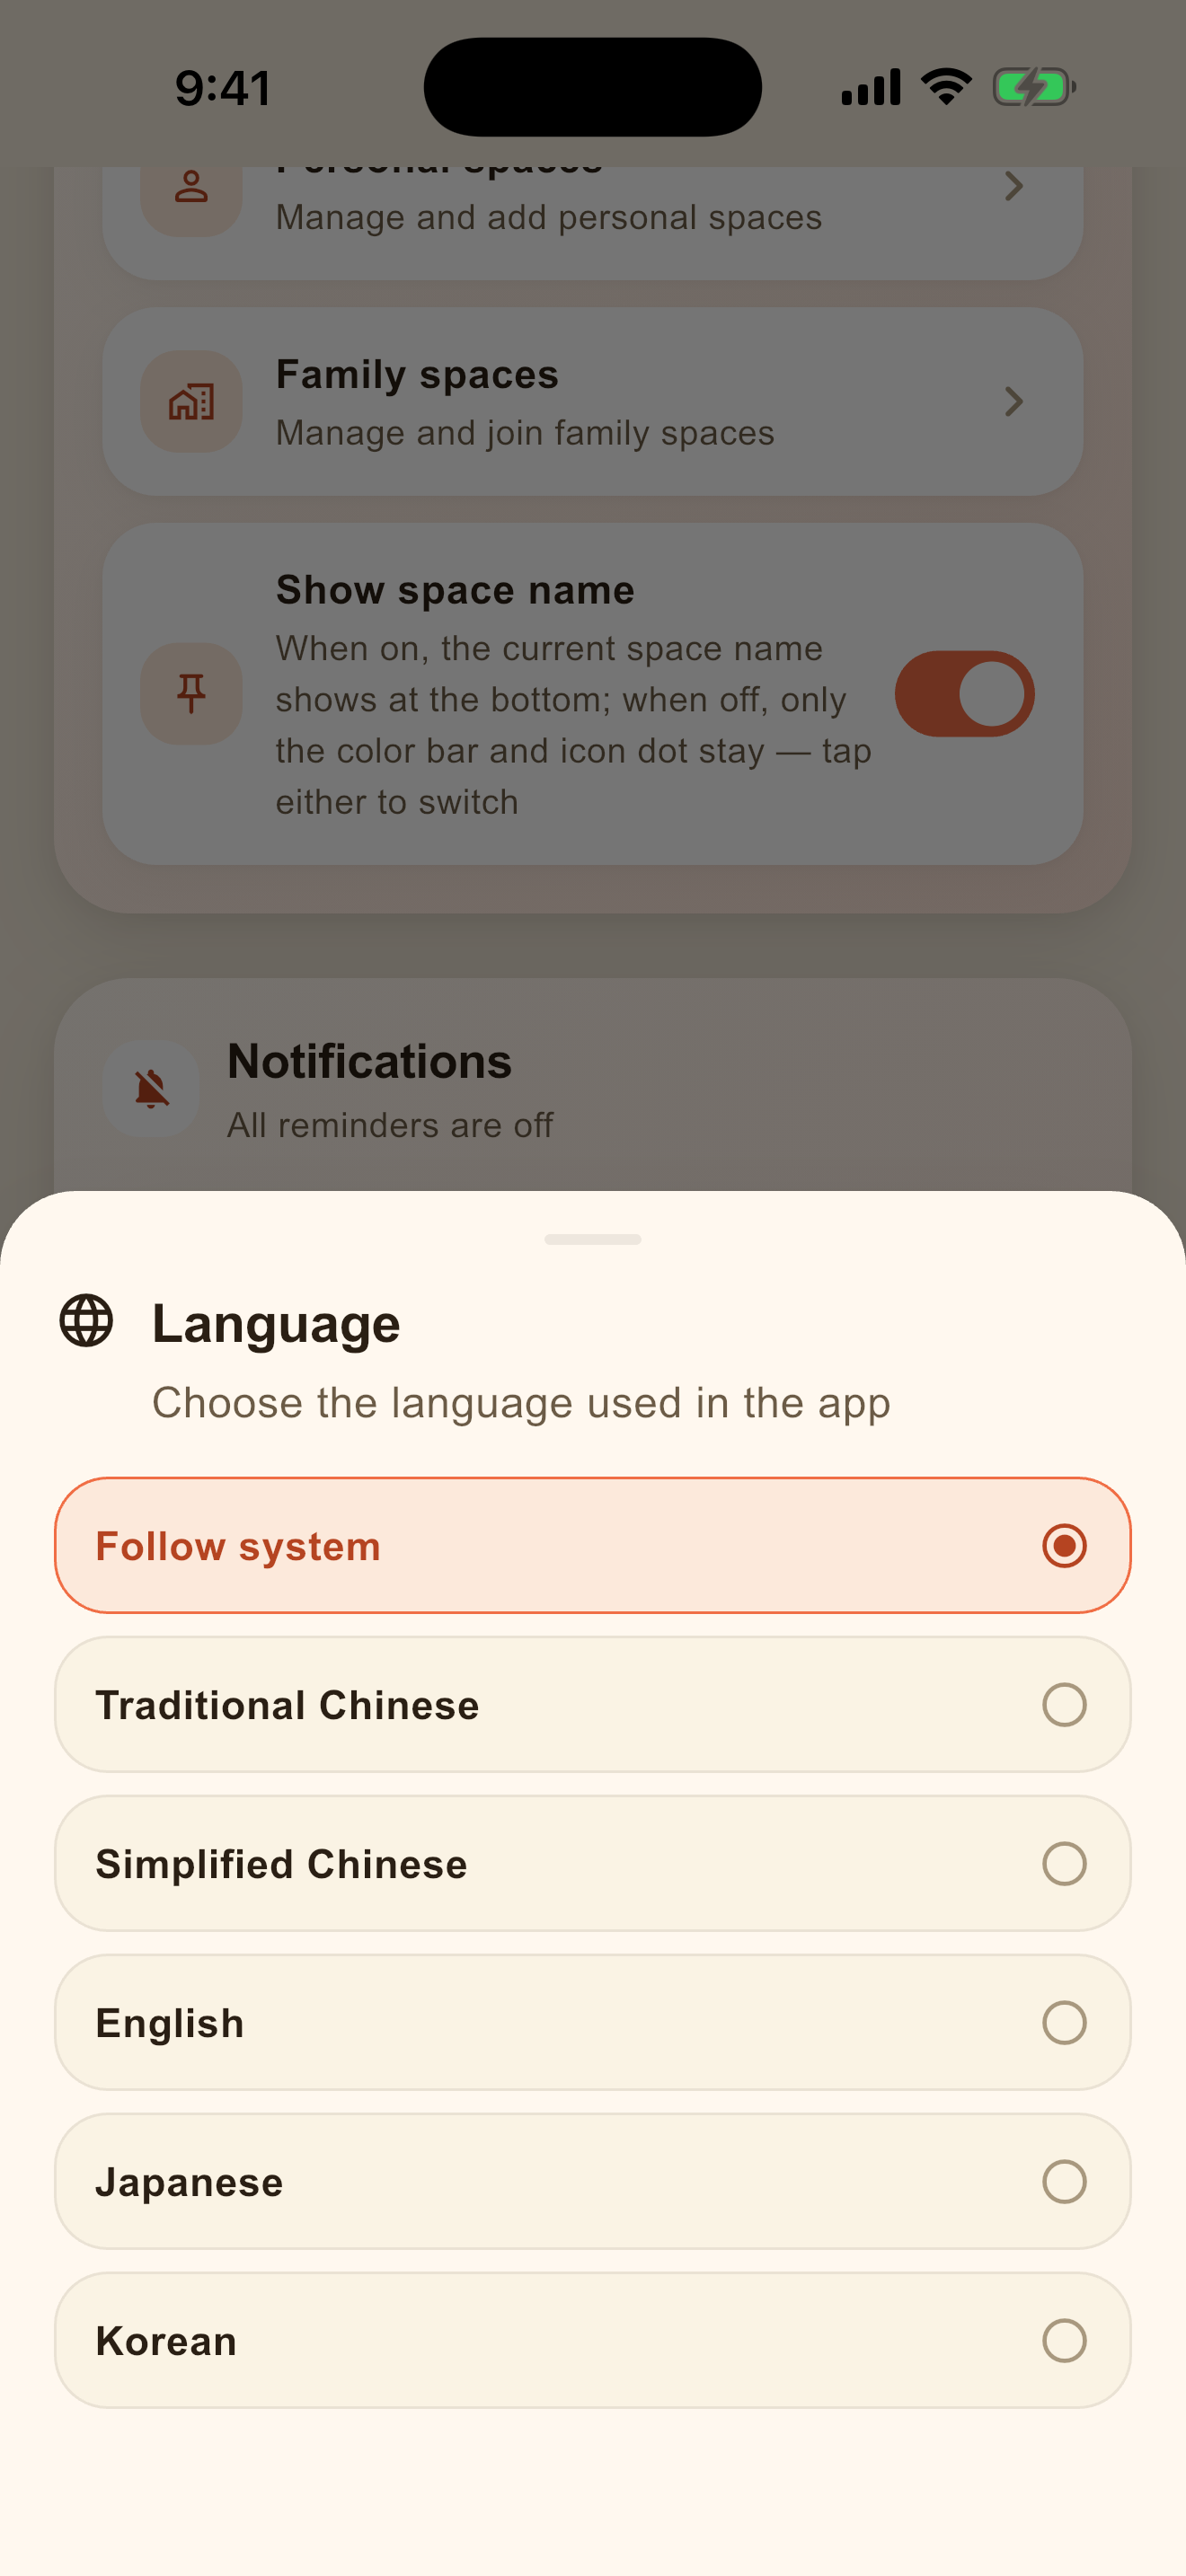 9:41
Personal spaces
Manage and add personal spaces
Family spaces
Manage and join family spaces
Show space name
When on, the current space name
shows at the bottom; when off, only
the color bar and icon dot stay — tap
either to switch
Notifications
All reminders are off
Language
Choose the language used in the app
Follow system
Traditional Chinese
Simplified Chinese
English
Japanese
Korean